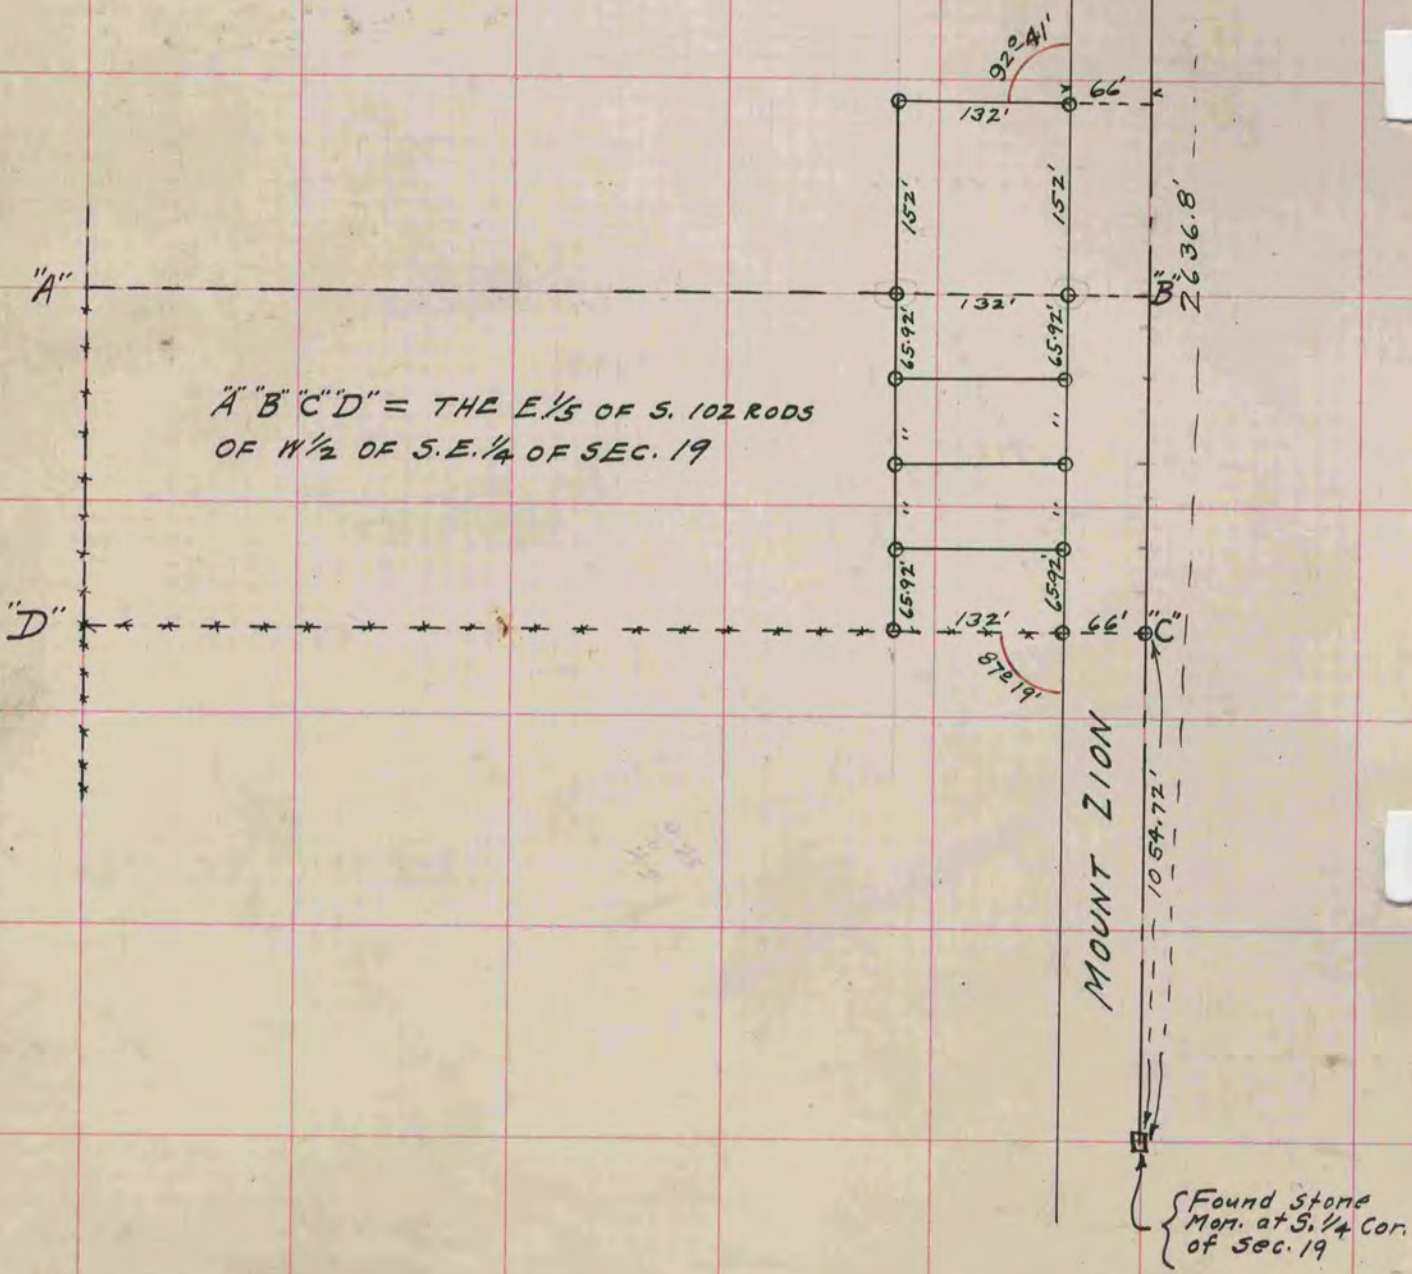 92°-41'
66'
132'
152'
152'
2636.8'
"A"
132'
"B"
65.92'
65.92'
"A" "B" "C" "D" = THE E.1/5 OF S. 102 RODS
OF W 1/2 OF S.E. 1/4 OF SEC. 19
"
"
"
"
65.92'
65.92'
"D"
132'
66'
"C"
87°19'
MOUNT ZION
1054.72'
Found stone
Mon. at S. 1/4 Cor.
of Sec. 19